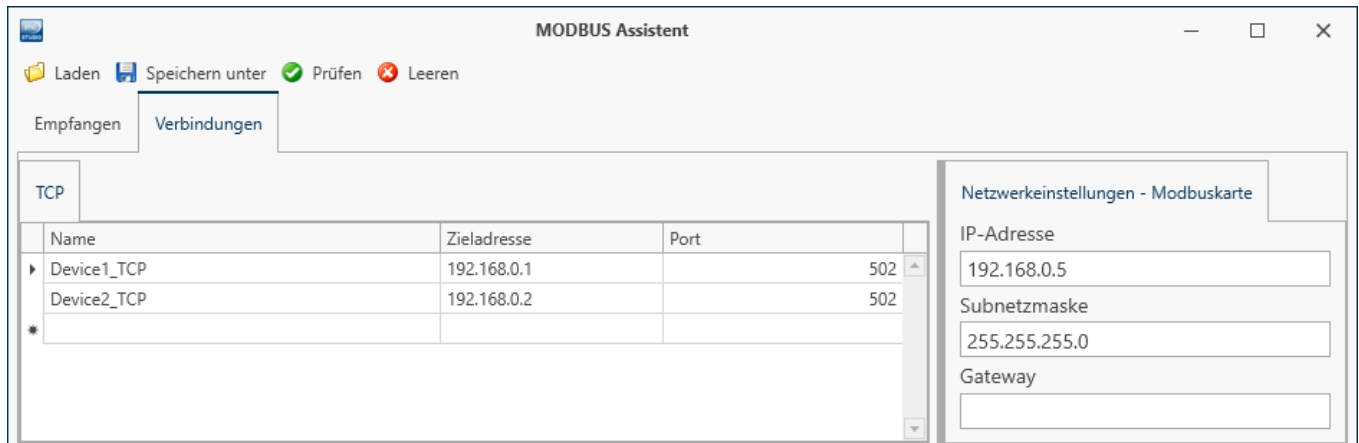 MODBUS Assistent
Laden Speichern unter Prüfen Leeren
Empfangen Verbindungen
TCP
Name Zieladresse Port
Device1_TCP 192.168.0.1 502
Device2_TCP 192.168.0.2 502
Netzwerkeinstellungen - Modbuskarte
IP-Adresse
192.168.0.5
Subnetzmaske
255.255.255.0
Gateway